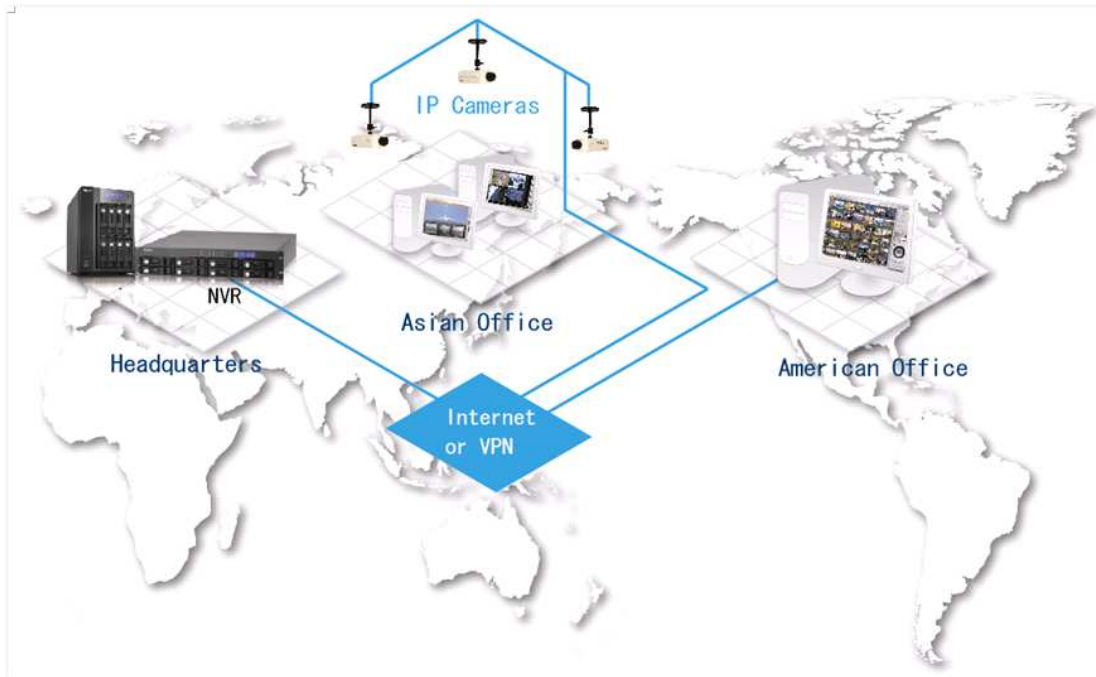 IP Cameras
NVR
Asian Office
Headquarters
American Office
Internet
or VPN